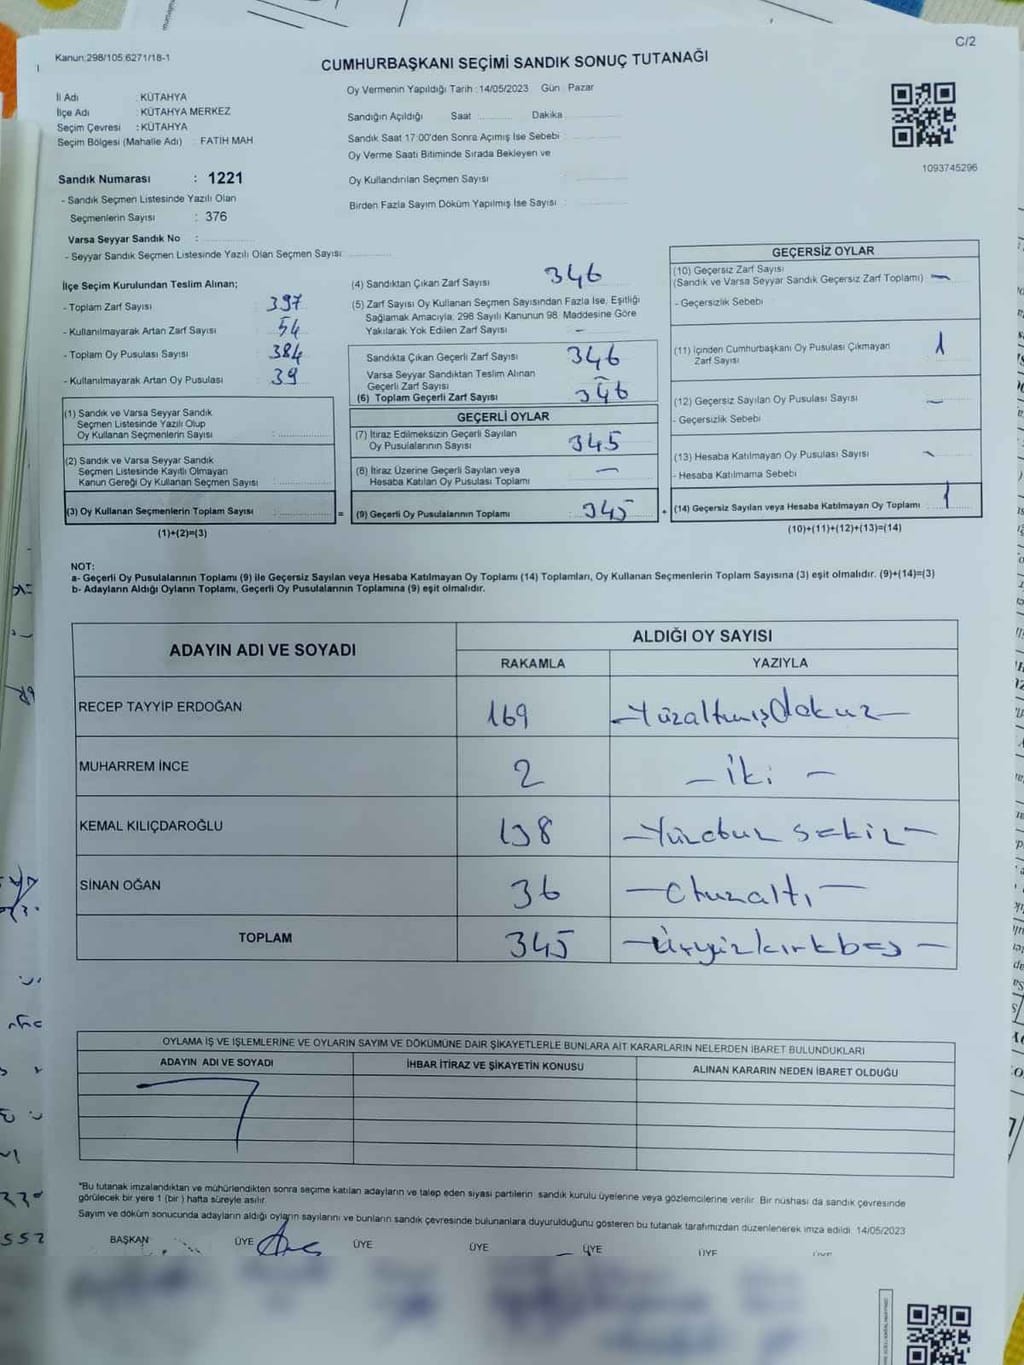 C/2
Kanun:298/105 6271/18-1
CUMHURBAŞKANI SEÇİMİ SANDIK SONUÇ TUTANAĞI
İl Adı : KÜTAHYA
İlçe Adı : KÜTAHYA MERKEZ
Seçim Çevresi : KÜTAHYA
Seçim Bölgesi (Mahalle Adı) : FATİH MAH
Oy Vermenin Yapıldığı Tarih : 14/05/2023 Gün : Pazar
Sandığın Açıldığı Saat Dakika
Sandık Saat 17:00'den Sonra Açımış İse Sebebi
Oy Verme Saati Bitiminde Sırada Bekleyen ve
Oy Kullandırılan Seçmen Sayısı
Birden Fazla Sayım Döküm Yapılmış İse Sayısı
1093745296
Sandık Numarası : 1221
- Sandık Seçmen Listesinde Yazılı Olan
Seçmenlerin Sayısı : 376
Varsa Seyyar Sandık No :
- Seyyar Sandık Seçmen Listesinde Yazılı Olan Seçmen Sayısı
İlçe Seçim Kurulundan Teslim Alınan;
- Toplam Zarf Sayısı : 397
- Kullanılmayarak Artan Zarf Sayısı : 54
- Toplam Oy Pusulası Sayısı : 384
- Kullanılmayarak Artan Oy Pusulası : 39
(1) Sandık ve Varsa Seyyar Sandık
Seçmen Listesinde Yazılı Olup
Oy Kullanan Seçmenlerin Sayısı :
(2) Sandık ve Varsa Seyyar Sandık
Seçmen Listesinde Kayıtlı Olmayan
Kanun Gereği Oy Kullanan Seçmen Sayısı :
(3) Oy Kullanan Seçmenlerin Toplam Sayısı :
(1)+(2)=(3)
(4) Sandıktan Çıkan Zarf Sayısı 346
(5) Zarf Sayısı Oy Kullanan Seçmen Sayısından Fazla İse, Eşitliği
Sağlamak Amacıyla, 298 Sayılı Kanunun 98. Maddesine Göre
Yakılarak Yok Edilen Zarf Sayısı -
Sandıkta Çıkan Geçerli Zarf Sayısı 346
Varsa Seyyar Sandıktan Teslim Alınan
Geçerli Zarf Sayısı -
(6) Toplam Geçerli Zarf Sayısı 346
GEÇERLİ OYLAR
(7) İtiraz Edilmeksizin Geçerli Sayılan
Oy Pusulalarının Sayısı 345
(8) İtiraz Üzerine Geçerli Sayılan veya
Hesaba Katılan Oy Pusulası Toplamı -
= (9) Geçerli Oy Pusulalarının Toplamı 345
GEÇERSİZ OYLAR
(10) Geçersiz Zarf Sayısı
(Sandık ve Varsa Seyyar Sandık Geçersiz Zarf Toplamı) -
- Geçersizlik Sebebi
(11) İçinden Cumhurbaşkanı Oy Pusulası Çıkmayan
Zarf Sayısı 1
(12) Geçersiz Sayılan Oy Pusulası Sayısı -
- Geçersizlik Sebebi
(13) Hesaba Katılmayan Oy Pusulası Sayısı -
- Hesaba Katılmama Sebebi
+ (14) Geçersiz Sayılan veya Hesaba Katılmayan Oy Toplamı 1
(10)+(11)+(12)+(13)=(14)
NOT:
a- Geçerli Oy Pusulalarının Toplamı (9) ile Geçersiz Sayılan veya Hesaba Katılmayan Oy Toplamı (14) Toplamları, Oy Kullanan Seçmenlerin Toplam Sayısına (3) eşit olmalıdır. (9)+(14)=(3)
b- Adayların Aldığı Oyların Toplamı, Geçerli Oy Pusulalarının Toplamına (9) eşit olmalıdır.
ADAYIN ADI VE SOYADI ALDIĞI OY SAYISI
RAKAMLA YAZIYLA
RECEP TAYYİP ERDOĞAN 169 -Yüzaltmışdokuz-
MUHARREM İNCE 2 -İki-
KEMAL KILIÇDAROĞLU 138 -Yüzotuz sekiz-
SİNAN OĞAN 36 -Otuzaltı-
TOPLAM 345 -Üçyüzkırkbeş-
OYLAMA İŞ VE İŞLEMLERİNE VE OYLARIN SAYIM VE DÖKÜMÜNE DAİR ŞİKAYETLERLE BUNLARA AİT KARARLARIN NELERDEN İBARET BULUNDUKLARI
ADAYIN ADI VE SOYADI İHBAR İTİRAZ VE ŞİKAYETİN KONUSU ALINAN KARARIN NEDEN İBARET OLDUĞU
*Bu tutanak imzalandıktan ve mühürlendikten sonra seçime katılan adayların ve talep eden siyasi partilerin sandık kurulu üyelerine veya gözlemcilerine verilir. Bir nüshası da sandık çevresinde
görülecek bir yere 1 (bir) hafta süreyle asılır.
Sayım ve döküm sonucunda adayların aldığı oyların sayılarını ve bunların sandık çevresinde bulunanlara duyurulduğunu gösteren bu tutanak tarafımızdan düzenlenerek imza edildi. 14/05/2023
BAŞKAN ÜYE ÜYE ÜYE ÜYE ÜYE ÜYE